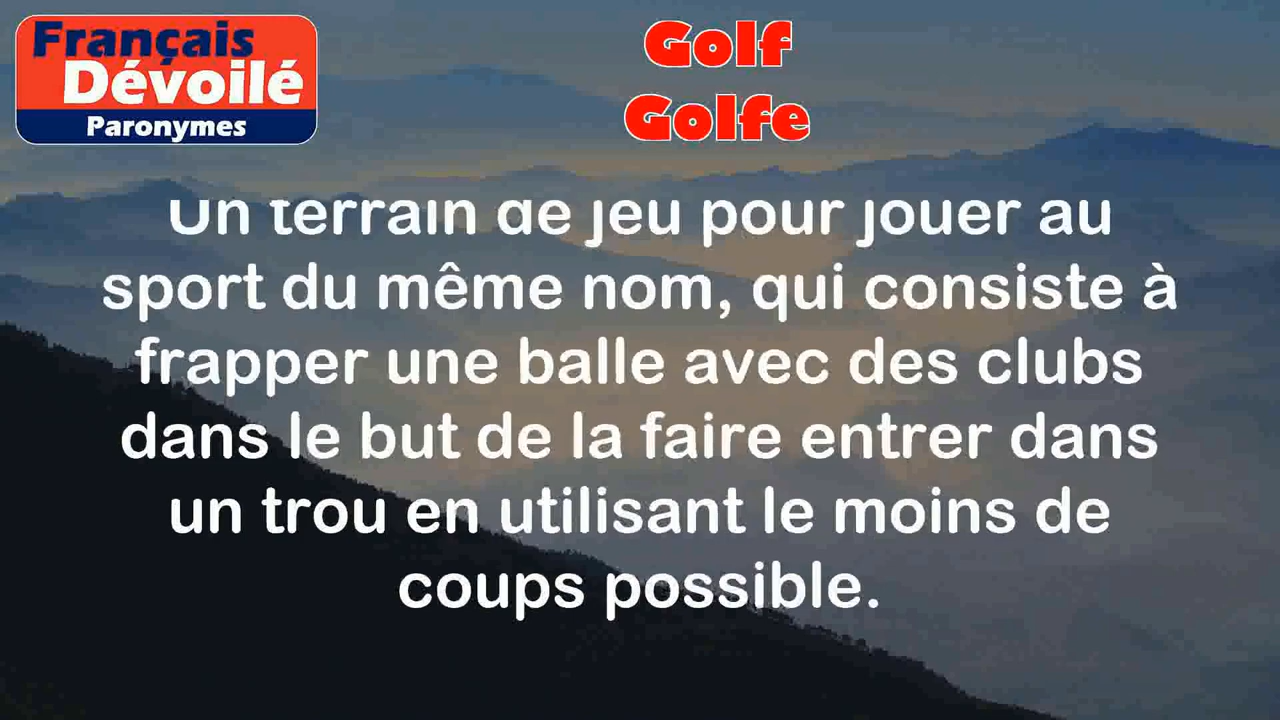 Français
Dévoilé
Paronymes
Golf
Golfe
Un terrain de jeu pour jouer au
sport du même nom, qui consiste à
frapper une balle avec des clubs
dans le but de la faire entrer dans
un trou en utilisant le moins de
coups possible.